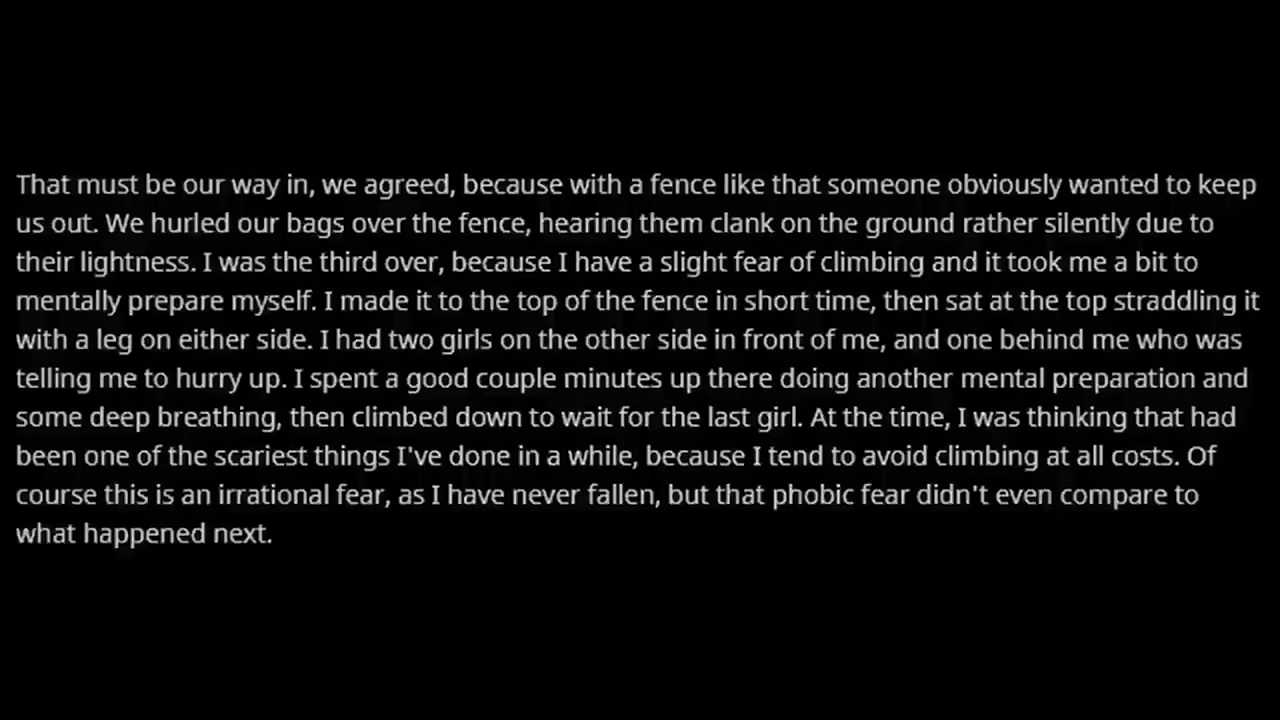 That must be our way in, we agreed, because with a fence like that someone obviously wanted to keep
us out. We hurled our bags over the fence, hearing them clank on the ground rather silently due to
their lightness. I was the third over, because I have a slight fear of climbing and it took me a bit to
mentally prepare myself. I made it to the top of the fence in short time, then sat at the top straddling it
with a leg on either side. I had two girls on the other side in front of me, and one behind me who was
telling me to hurry up. I spent a good couple minutes up there doing another mental preparation and
some deep breathing, then climbed down to wait for the last girl. At the time, I was thinking that had
been one of the scariest things I've done in a while, because I tend to avoid climbing at all costs. Of
course this is an irrational fear, as I have never fallen, but that phobic fear didn't even compare to
what happened next.